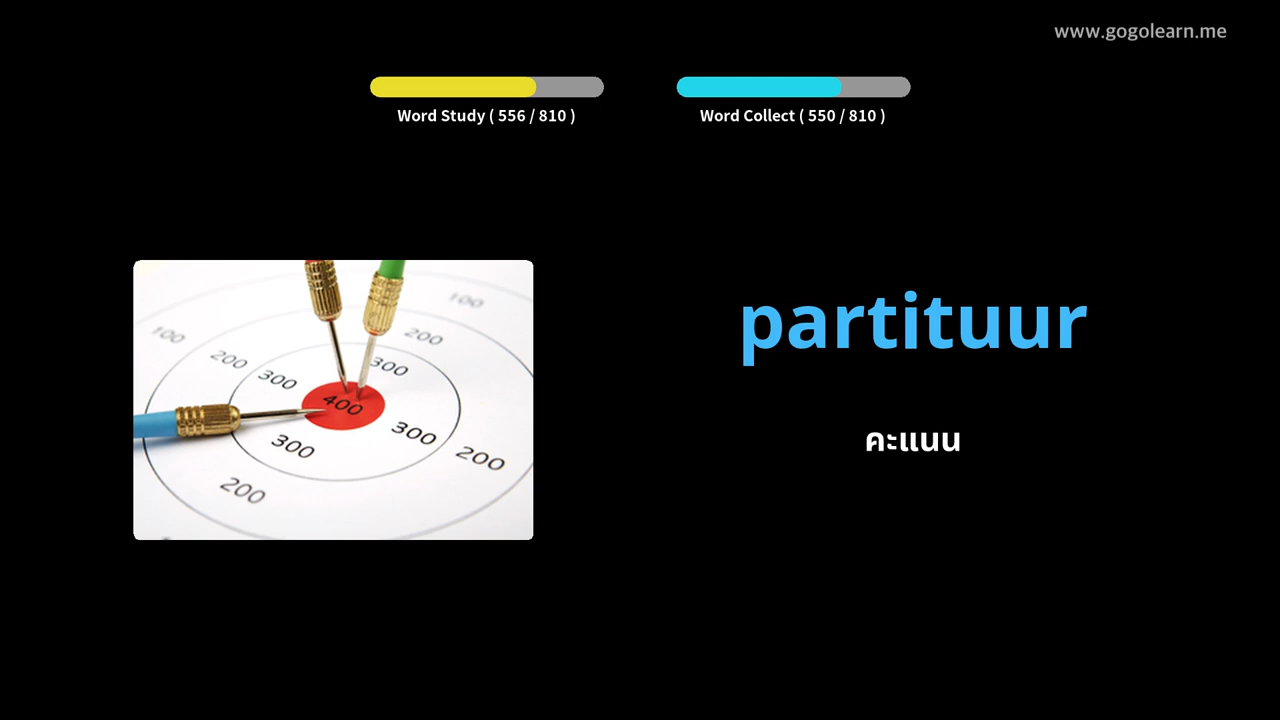 www.gogolearn.me
Word Study ( 556 / 810 )
Word Collect ( 550 / 810 )
partituur
คะแนน
100
100
200
200
300
300
400
300
300
200
200